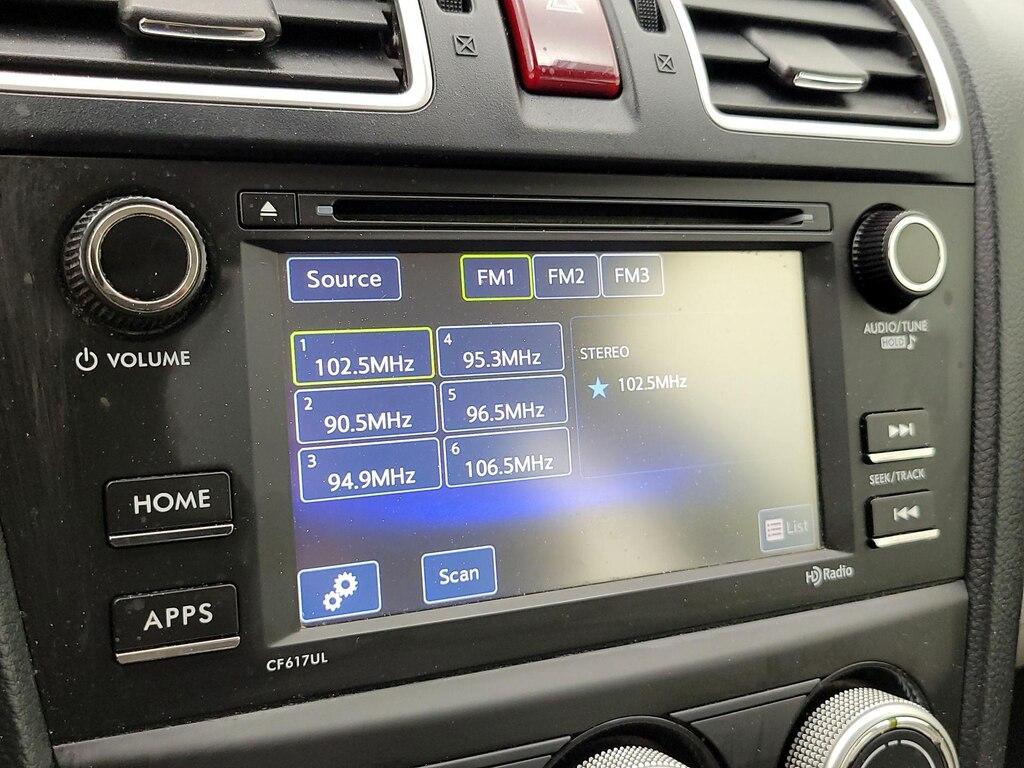 Source
FM1
FM2
FM3
1
102.5MHz
4
95.3MHz
2
90.5MHz
5
96.5MHz
3
94.9MHz
6
106.5MHz
STEREO
102.5MHz
List
Scan
VOLUME
HOME
APPS
AUDIO/TUNE
HOLD
SEEK/TRACK
HD Radio
CF617UL